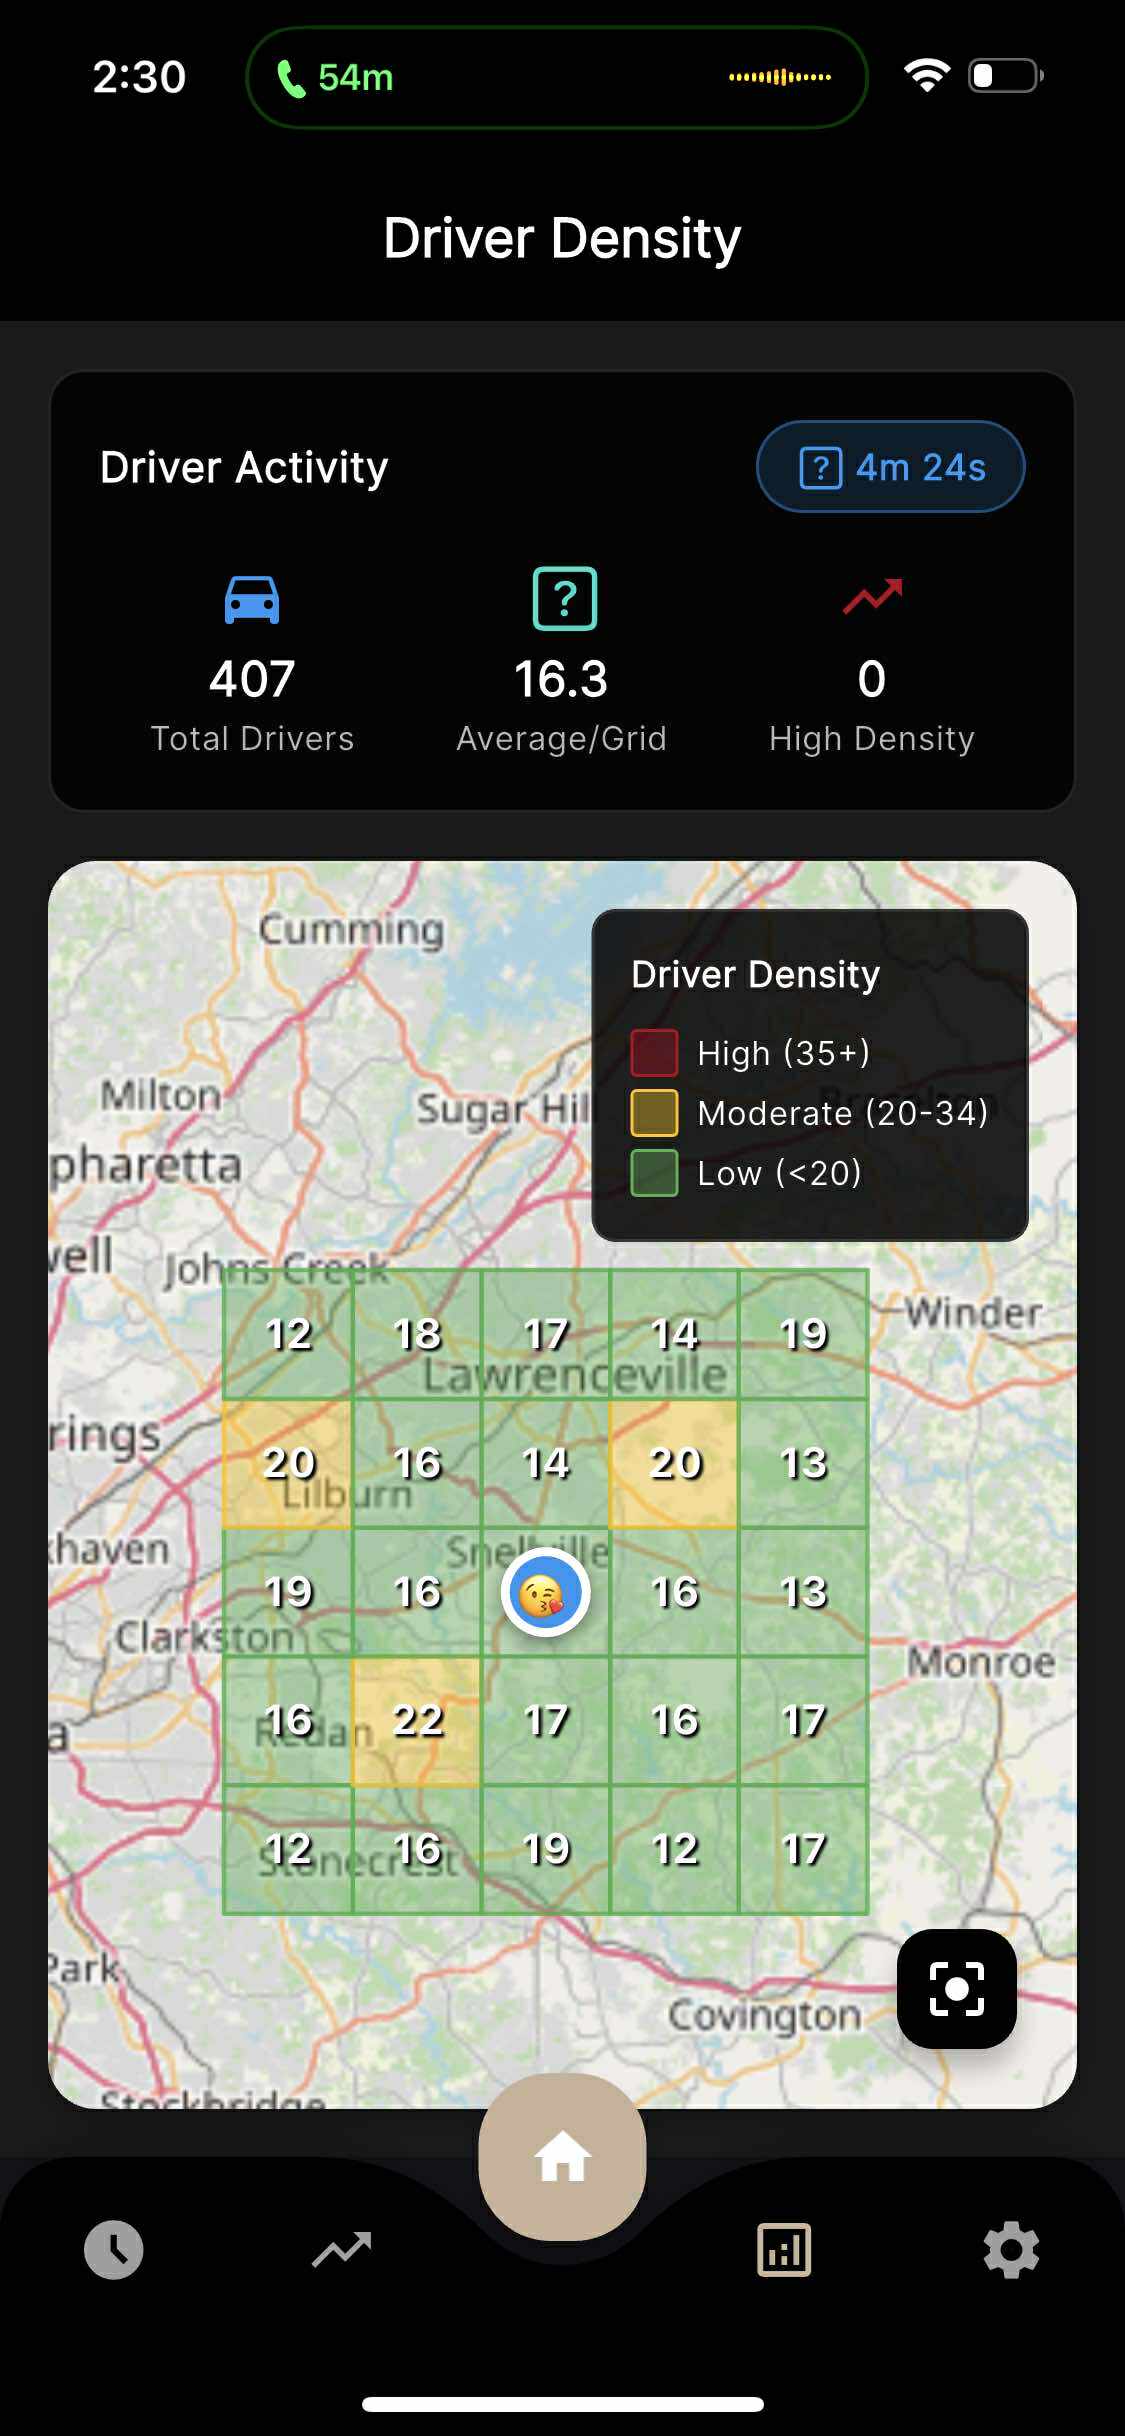 2:30
54m
Driver Density
Driver Activity
? 4m 24s
?
407 16.3 0
Total Drivers Average/Grid High Density
Cumming
Driver Density
High (35+)
Milton
Sugar Hill
Moderate (20-34)
pharetta
Low (<20)
well
Johns Creek
Winder
12 18 17 14 19
Lawrenceville
rings
20 16 14 20 13
Lilburn
khaven
Snellville
19 16 16 13
Clarkston
Monroe
16 22 17 16 17
Redan
a
12 16 19 12 17
Stonecrest
Park
Covington
Stockbridge